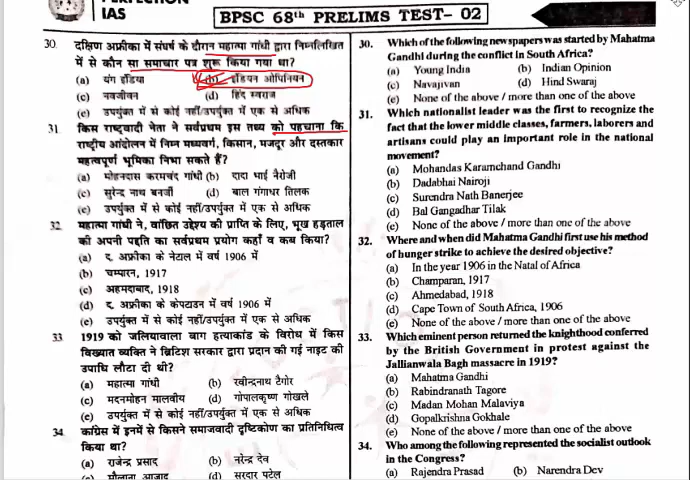 IAS
BPSC 68th PRELIMS TEST- 02
30. दक्षिण अफ्रीका में संघर्ष के दौरान महात्मा गांधी द्वारा निम्नलिखित
में से कौन सा समाचार पत्र शुरू किया गया था?
(a) यंग इंडिया (b) इंडियन ओपिनियन
(c) नवजीवन (d) हिंद स्वराज
(e) उपर्युक्त में से कोई नहीं/उपर्युक्त में एक से अधिक
31. किस राष्ट्रवादी नेता ने सर्वप्रथम इस तथ्य को पहचाना कि
राष्ट्रीय आंदोलन में निम्न मध्यवर्ग, किसान, मजदूर और दस्तकार
महत्वपूर्ण भूमिका निभा सकते हैं?
(a) मोहनदास करमचंद गांधी (b) दादा भाई नैरोजी
(c) सुरेन्द्र नाथ बनर्जी (d) बाल गंगाधर तिलक
(e) उपर्युक्त में से कोई नहीं/उपर्युक्त में एक से अधिक
32. महात्मा गांधी ने, वांछित उद्देश्य की प्राप्ति के लिए, भूख हड़ताल
की अपनी पद्दति का सर्वप्रथम प्रयोग कहाँ व कब किया?
(a) द. अफ्रीका के नेटाल में वर्ष 1906 में
(b) चम्पारन, 1917
(c) अहमदाबाद, 1918
(d) द. अफ्रीका के केपटाउन में वर्ष 1906 में
(e) उपर्युक्त में से कोई नहीं/उपर्युक्त में एक से अधिक
33 1919 को जलियावाला बाग हत्याकांड के विरोध में किस
विख्यात व्यक्ति ने ब्रिटिश सरकार द्वारा प्रदान की गई नाइट की
उपाधि लौटा दी थी?
(a) महात्मा गांधी (b) रवीन्द्रनाथ टैगोर
(c) मदनमोहन मालवीय (d) गोपालकृष्ण गोखले
(e) उपर्युक्त में से कोई नहीं/उपर्युक्त में एक से अधिक
34 कांग्रेस में इनमें से किसने समाजवादी दृष्टिकोण का प्रतिनिधित्व
किया था?
(a) राजेन्द्र प्रसाद (b) नरेन्द्र देव
(c) मौलाना आजाद (d) सरदार पटेल
30. Which of the following newspapers was started by Mahatma
Gandhi during the conflict in South Africa?
(a) Young India (b) Indian Opinion
(c) Navajivan (d) Hind Swaraj
(e) None of the above / more than one of the above
31. Which nationalist leader was the first to recognize the
fact that the lower middle classes, farmers, laborers and
artisans could play an important role in the national
movement?
(a) Mohandas Karamchand Gandhi
(b) Dadabhai Nairoji
(c) Surendra Nath Banerjee
(d) Bal Gangadhar Tilak
(e) None of the above / more than one of the above
32. Where and when did Mahatma Gandhi first use his method
of hunger strike to achieve the desired objective?
(a) In the year 1906 in the Natal of Africa
(b) Champaran, 1917
(c) Ahmedabad, 1918
(d) Cape Town of South Africa, 1906
(e) None of the above / more than one of the above
33. Which eminent person returned the knighthood conferred
by the British Government in protest against the
Jallianwala Bagh massacre in 1919?
(a) Mahatma Gandhi
(b) Rabindranath Tagore
(c) Madan Mohan Malaviya
(d) Gopalkrishna Gokhale
(e) None of the above / more than one of the above
34. Who among the following represented the socialist outlook
in the Congress?
(a) Rajendra Prasad (b) Narendra Dev